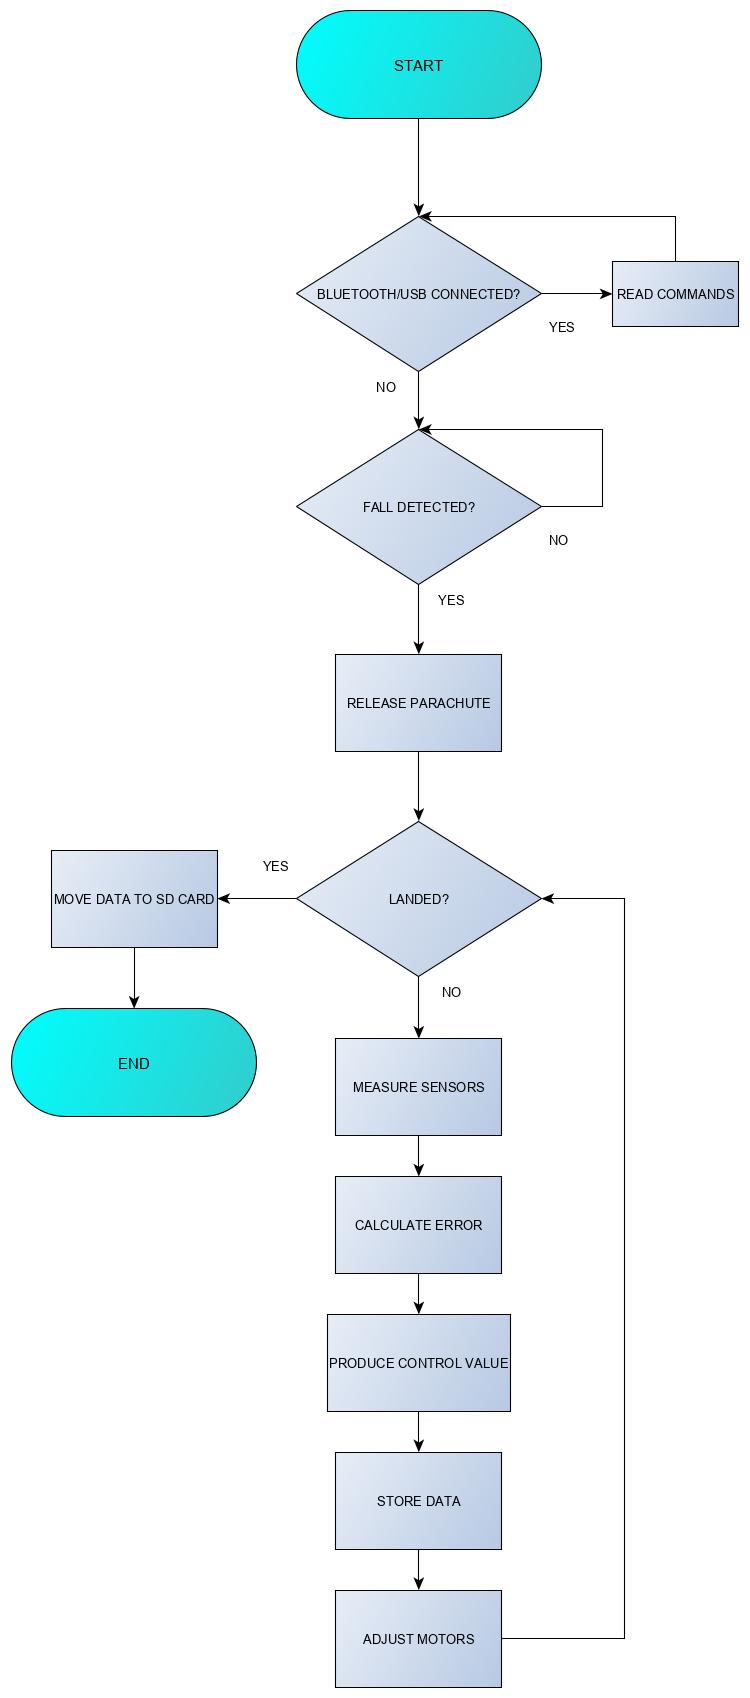 START
BLUETOOTH/USB CONNECTED?
READ COMMANDS
YES
NO
FALL DETECTED?
NO
YES
RELEASE PARACHUTE
YES
MOVE DATA TO SD CARD
LANDED?
NO
END
MEASURE SENSORS
CALCULATE ERROR
PRODUCE CONTROL VALUE
STORE DATA
ADJUST MOTORS